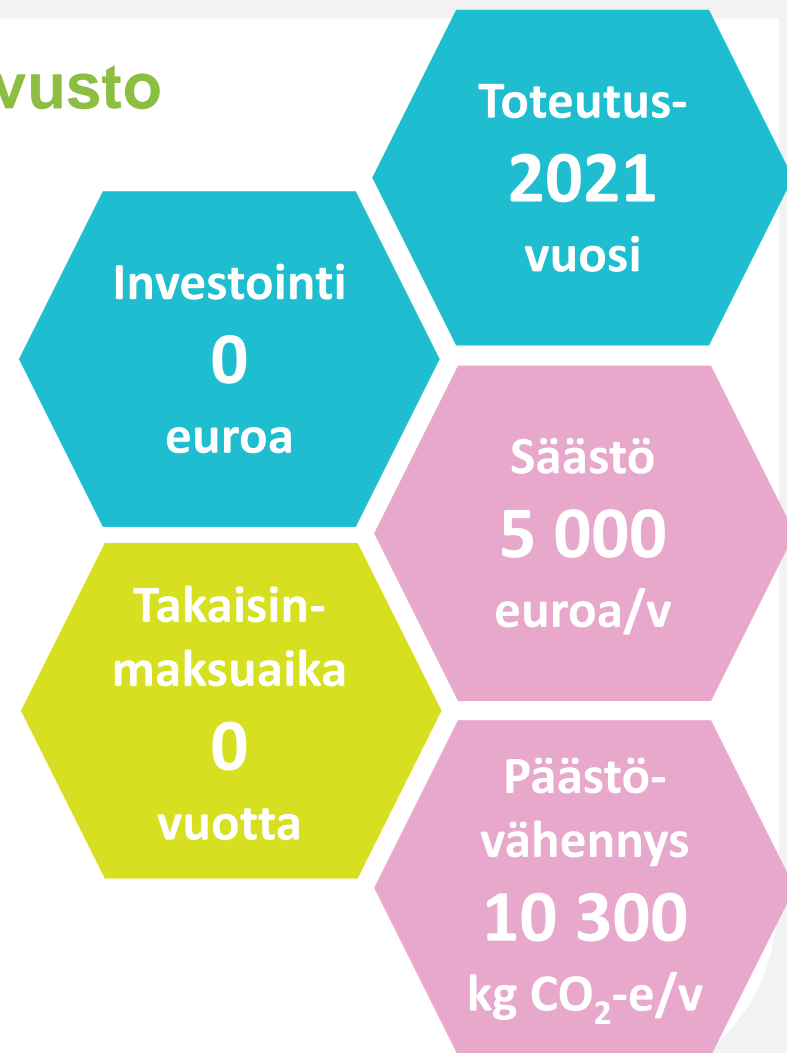 vusto
Toteutus-
2021
vuosi
Investointi
0
euroa
Säästö
5 000
euroa/v
Takaisin-
maksuaika
0
vuotta
Päästö-
vähennys
10 300
kg CO₂-e/v